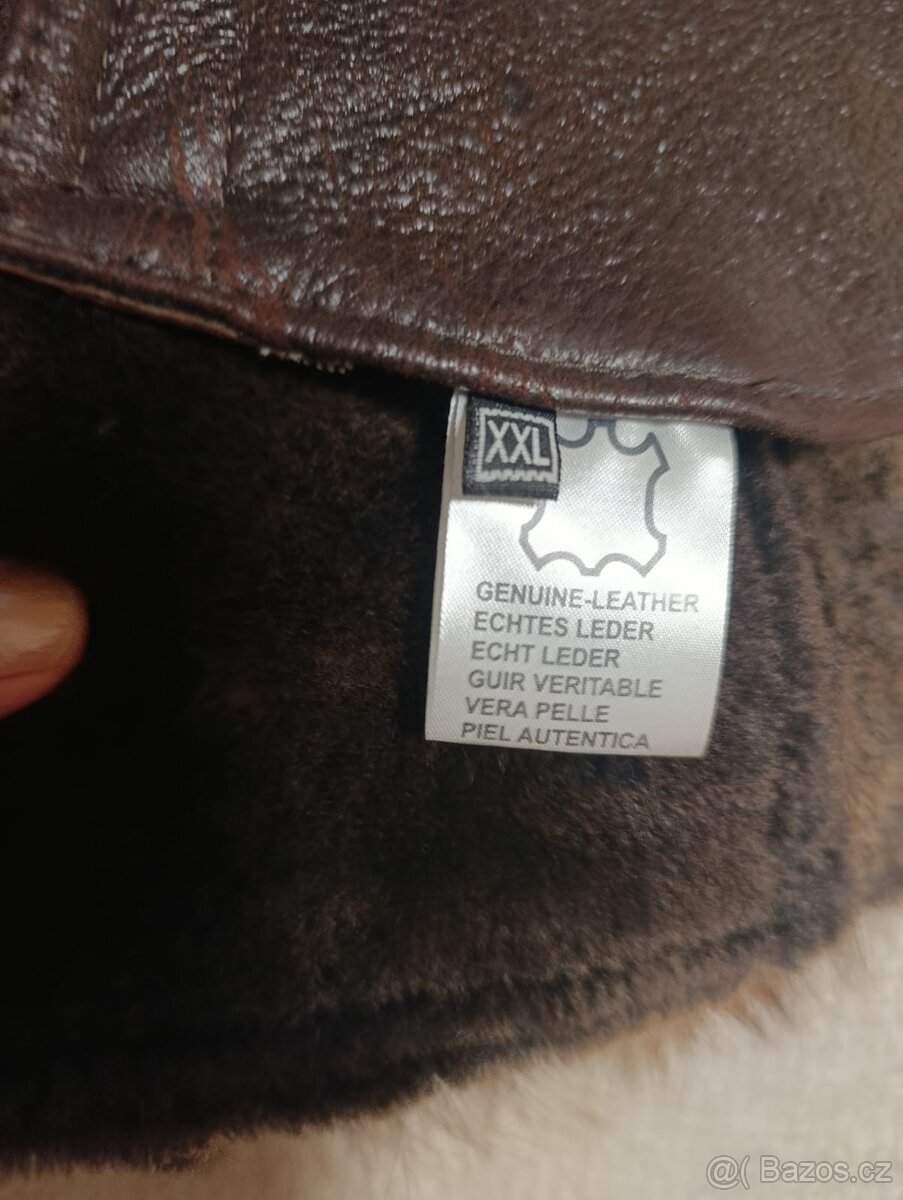 XXL
GENUINE-LEATHER
ECHTES LEDER
ECHT LEDER
GUIR VERITABLE
VERA PELLE
PIEL AUTENTICA
@( Bazos.cz